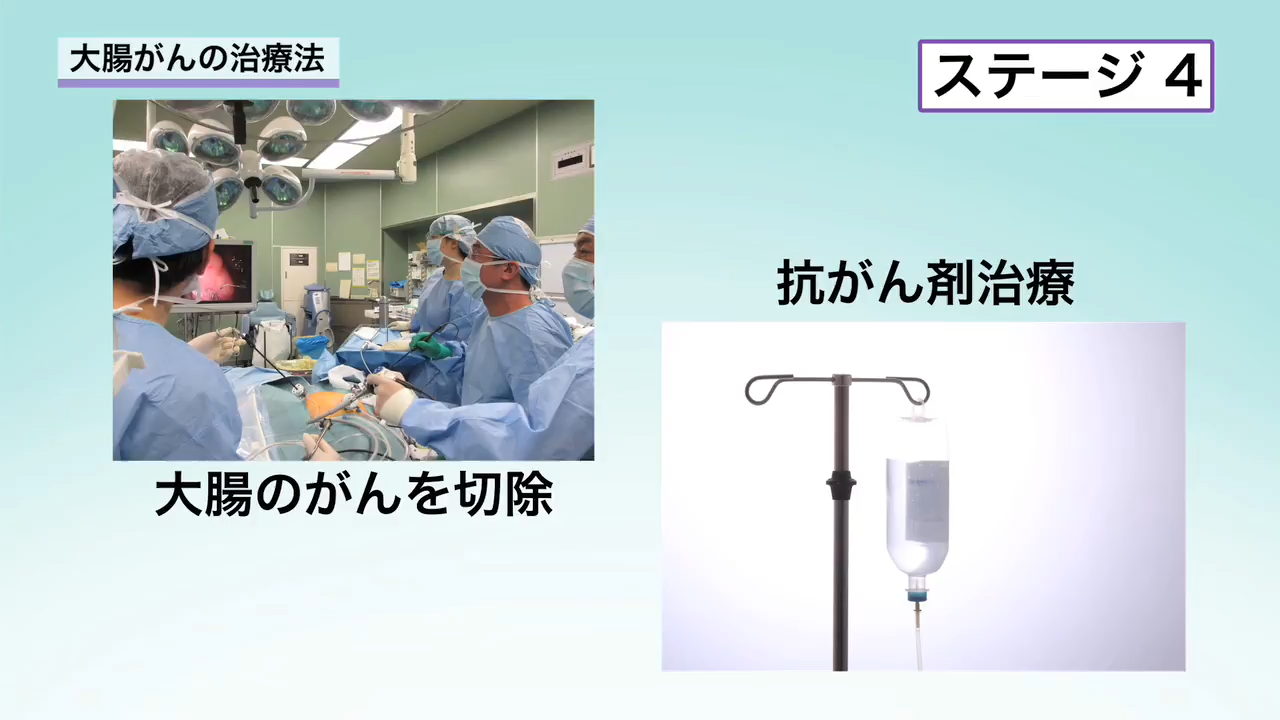 大腸がんの治療法
ステージ 4
大腸のがんを切除
抗がん剤治療